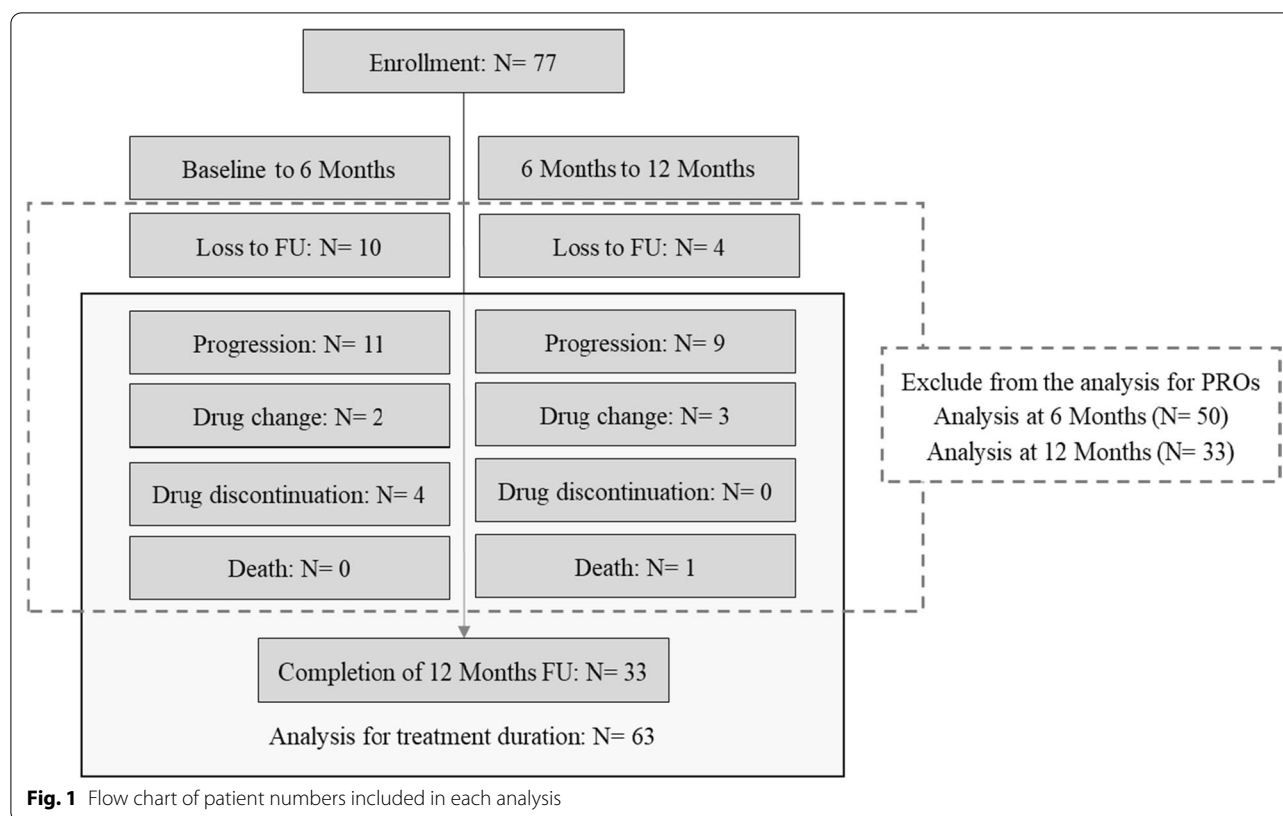 Enrollment: N= 77
Baseline to 6 Months
6 Months to 12 Months
Loss to FU: N= 10
Loss to FU: N= 4
Progression: N= 11
Progression: N= 9
Drug change: N= 2
Drug change: N= 3
Drug discontinuation: N= 4
Drug discontinuation: N= 0
Death: N= 0
Death: N= 1
Exclude from the analysis for PROs
Analysis at 6 Months (N= 50)
Analysis at 12 Months (N= 33)
Completion of 12 Months FU: N= 33
Analysis for treatment duration: N= 63
Fig. 1 Flow chart of patient numbers included in each analysis